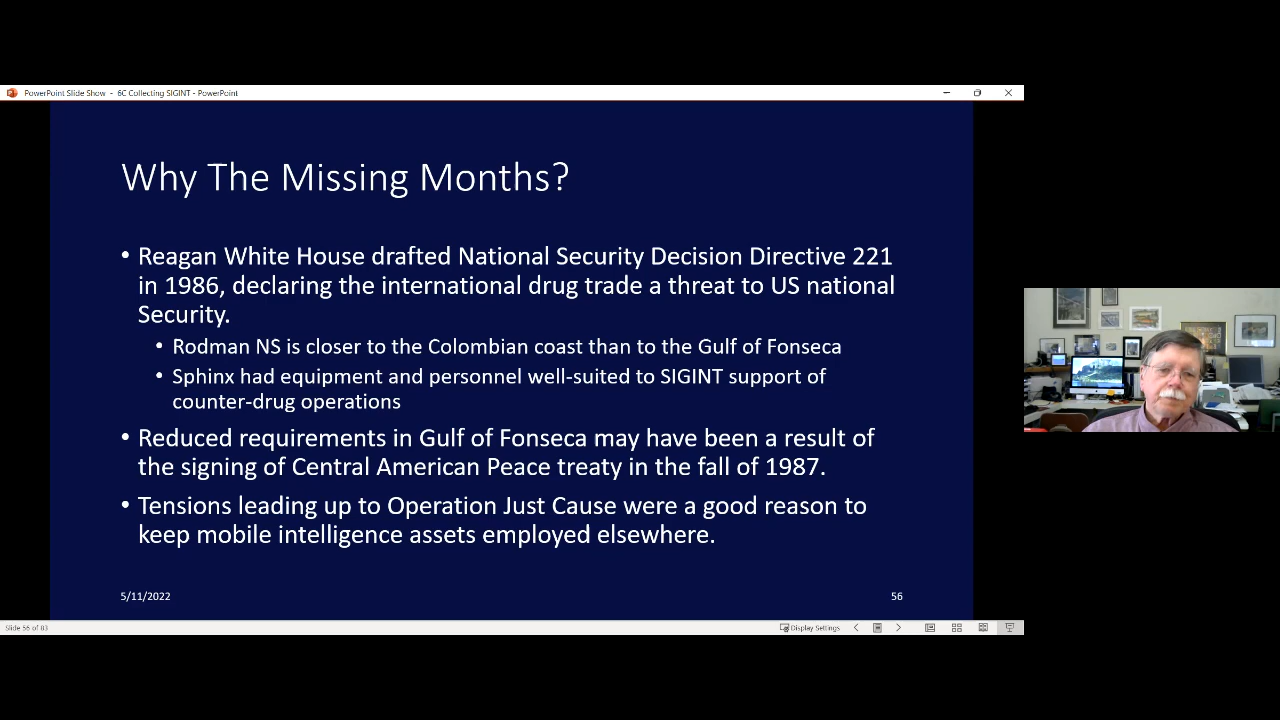 PowerPoint Slide Show - 6C Collecting SIGINT - PowerPoint
Why The Missing Months?
• Reagan White House drafted National Security Decision Directive 221
in 1986, declaring the international drug trade a threat to US national
Security.
• Rodman NS is closer to the Colombian coast than to the Gulf of Fonseca
• Sphinx had equipment and personnel well-suited to SIGINT support of
counter-drug operations
• Reduced requirements in Gulf of Fonseca may have been a result of
the signing of Central American Peace treaty in the fall of 1987.
• Tensions leading up to Operation Just Cause were a good reason to
keep mobile intelligence assets employed elsewhere.
5/11/2022
56
Slide 56 of 83
Display Settings